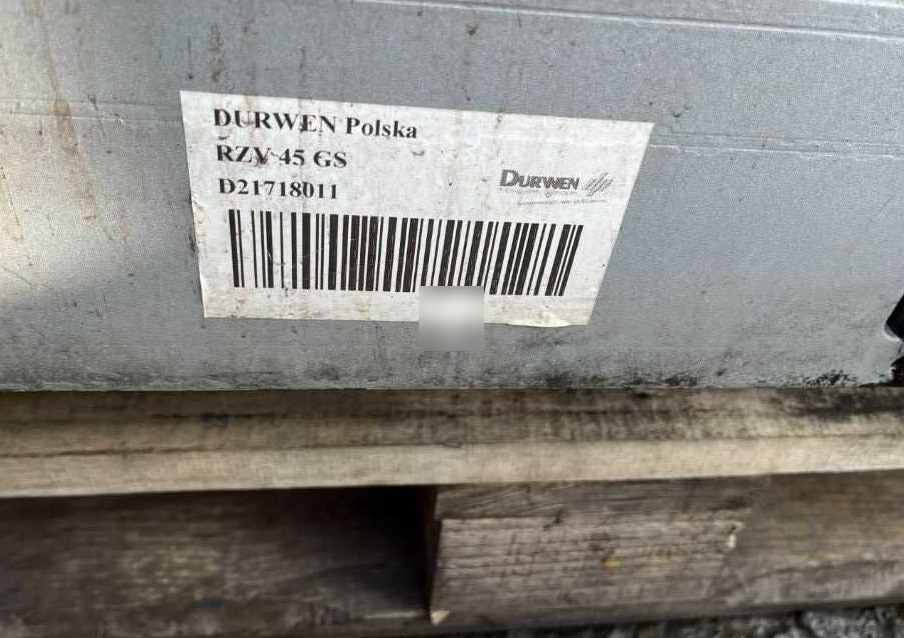 DURWEN Polska
RZV 45 GS
D21718011
DURWEN